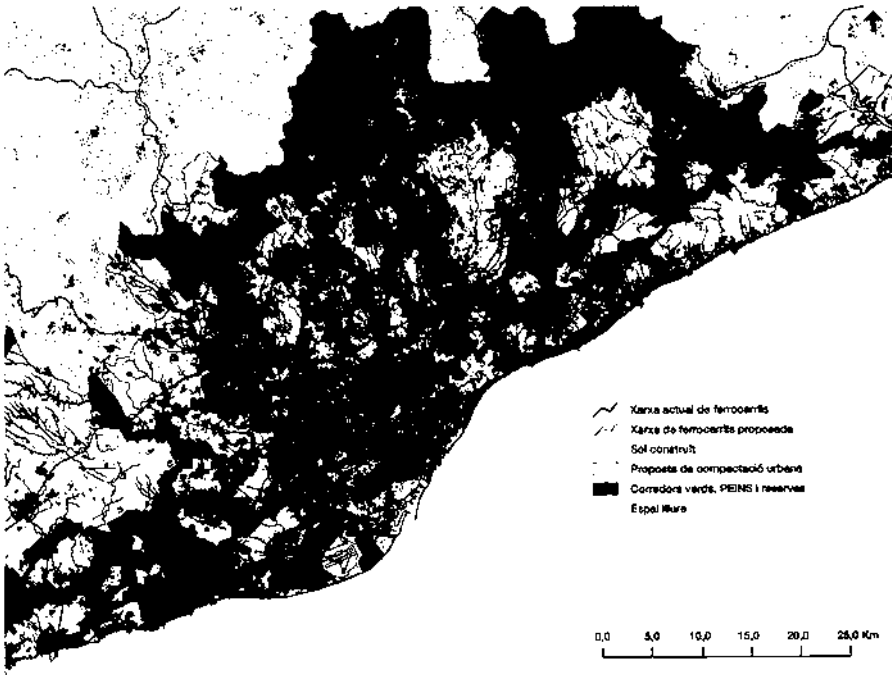 Xarxa actual de ferrocarrils
Xarxa de ferrocarrils proposada
Sòl construït
Proposta de compactació urbana
Corredors verds, PEINS i reserves
Espai lliure
0,0 5,0 10,0 15,0 20,0 25,0 Km